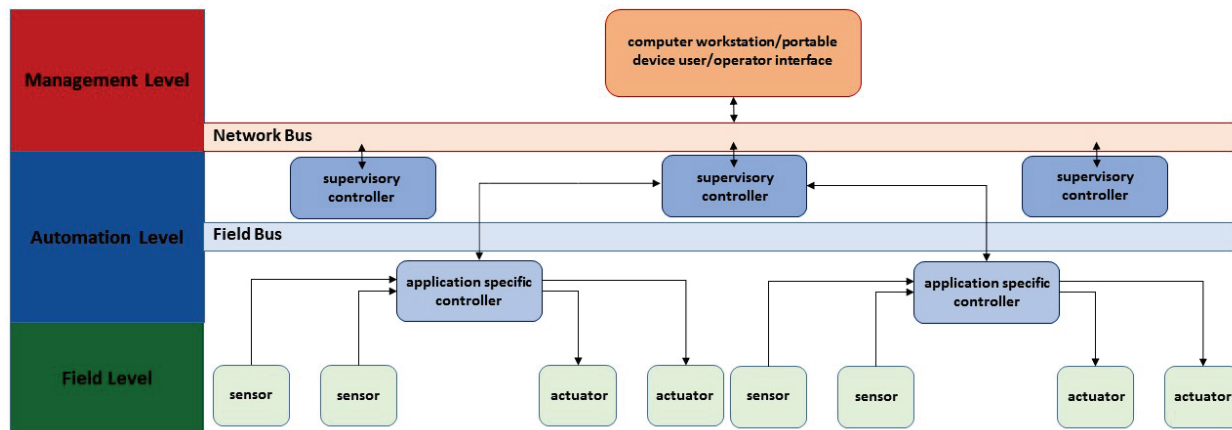 Management Level
computer workstation/portable
device user/operator interface
Network Bus
supervisory
controller
supervisory
controller
supervisory
controller
Automation Level
Field Bus
application specific
controller
application specific
controller
Field Level
sensor
sensor
actuator
actuator
sensor
sensor
actuator
actuator